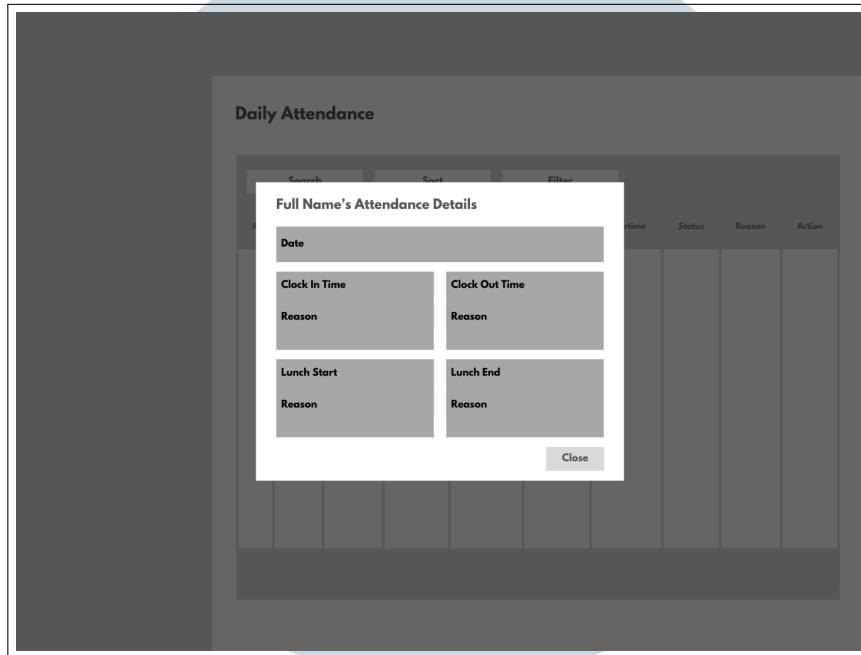 Daily Attendance
Search Sort Filter
Full Name's Attendance Details
Status Reason Action
Date
Clock In Time Clock Out Time
Reason Reason
Lunch Start Lunch End
Reason Reason
Close